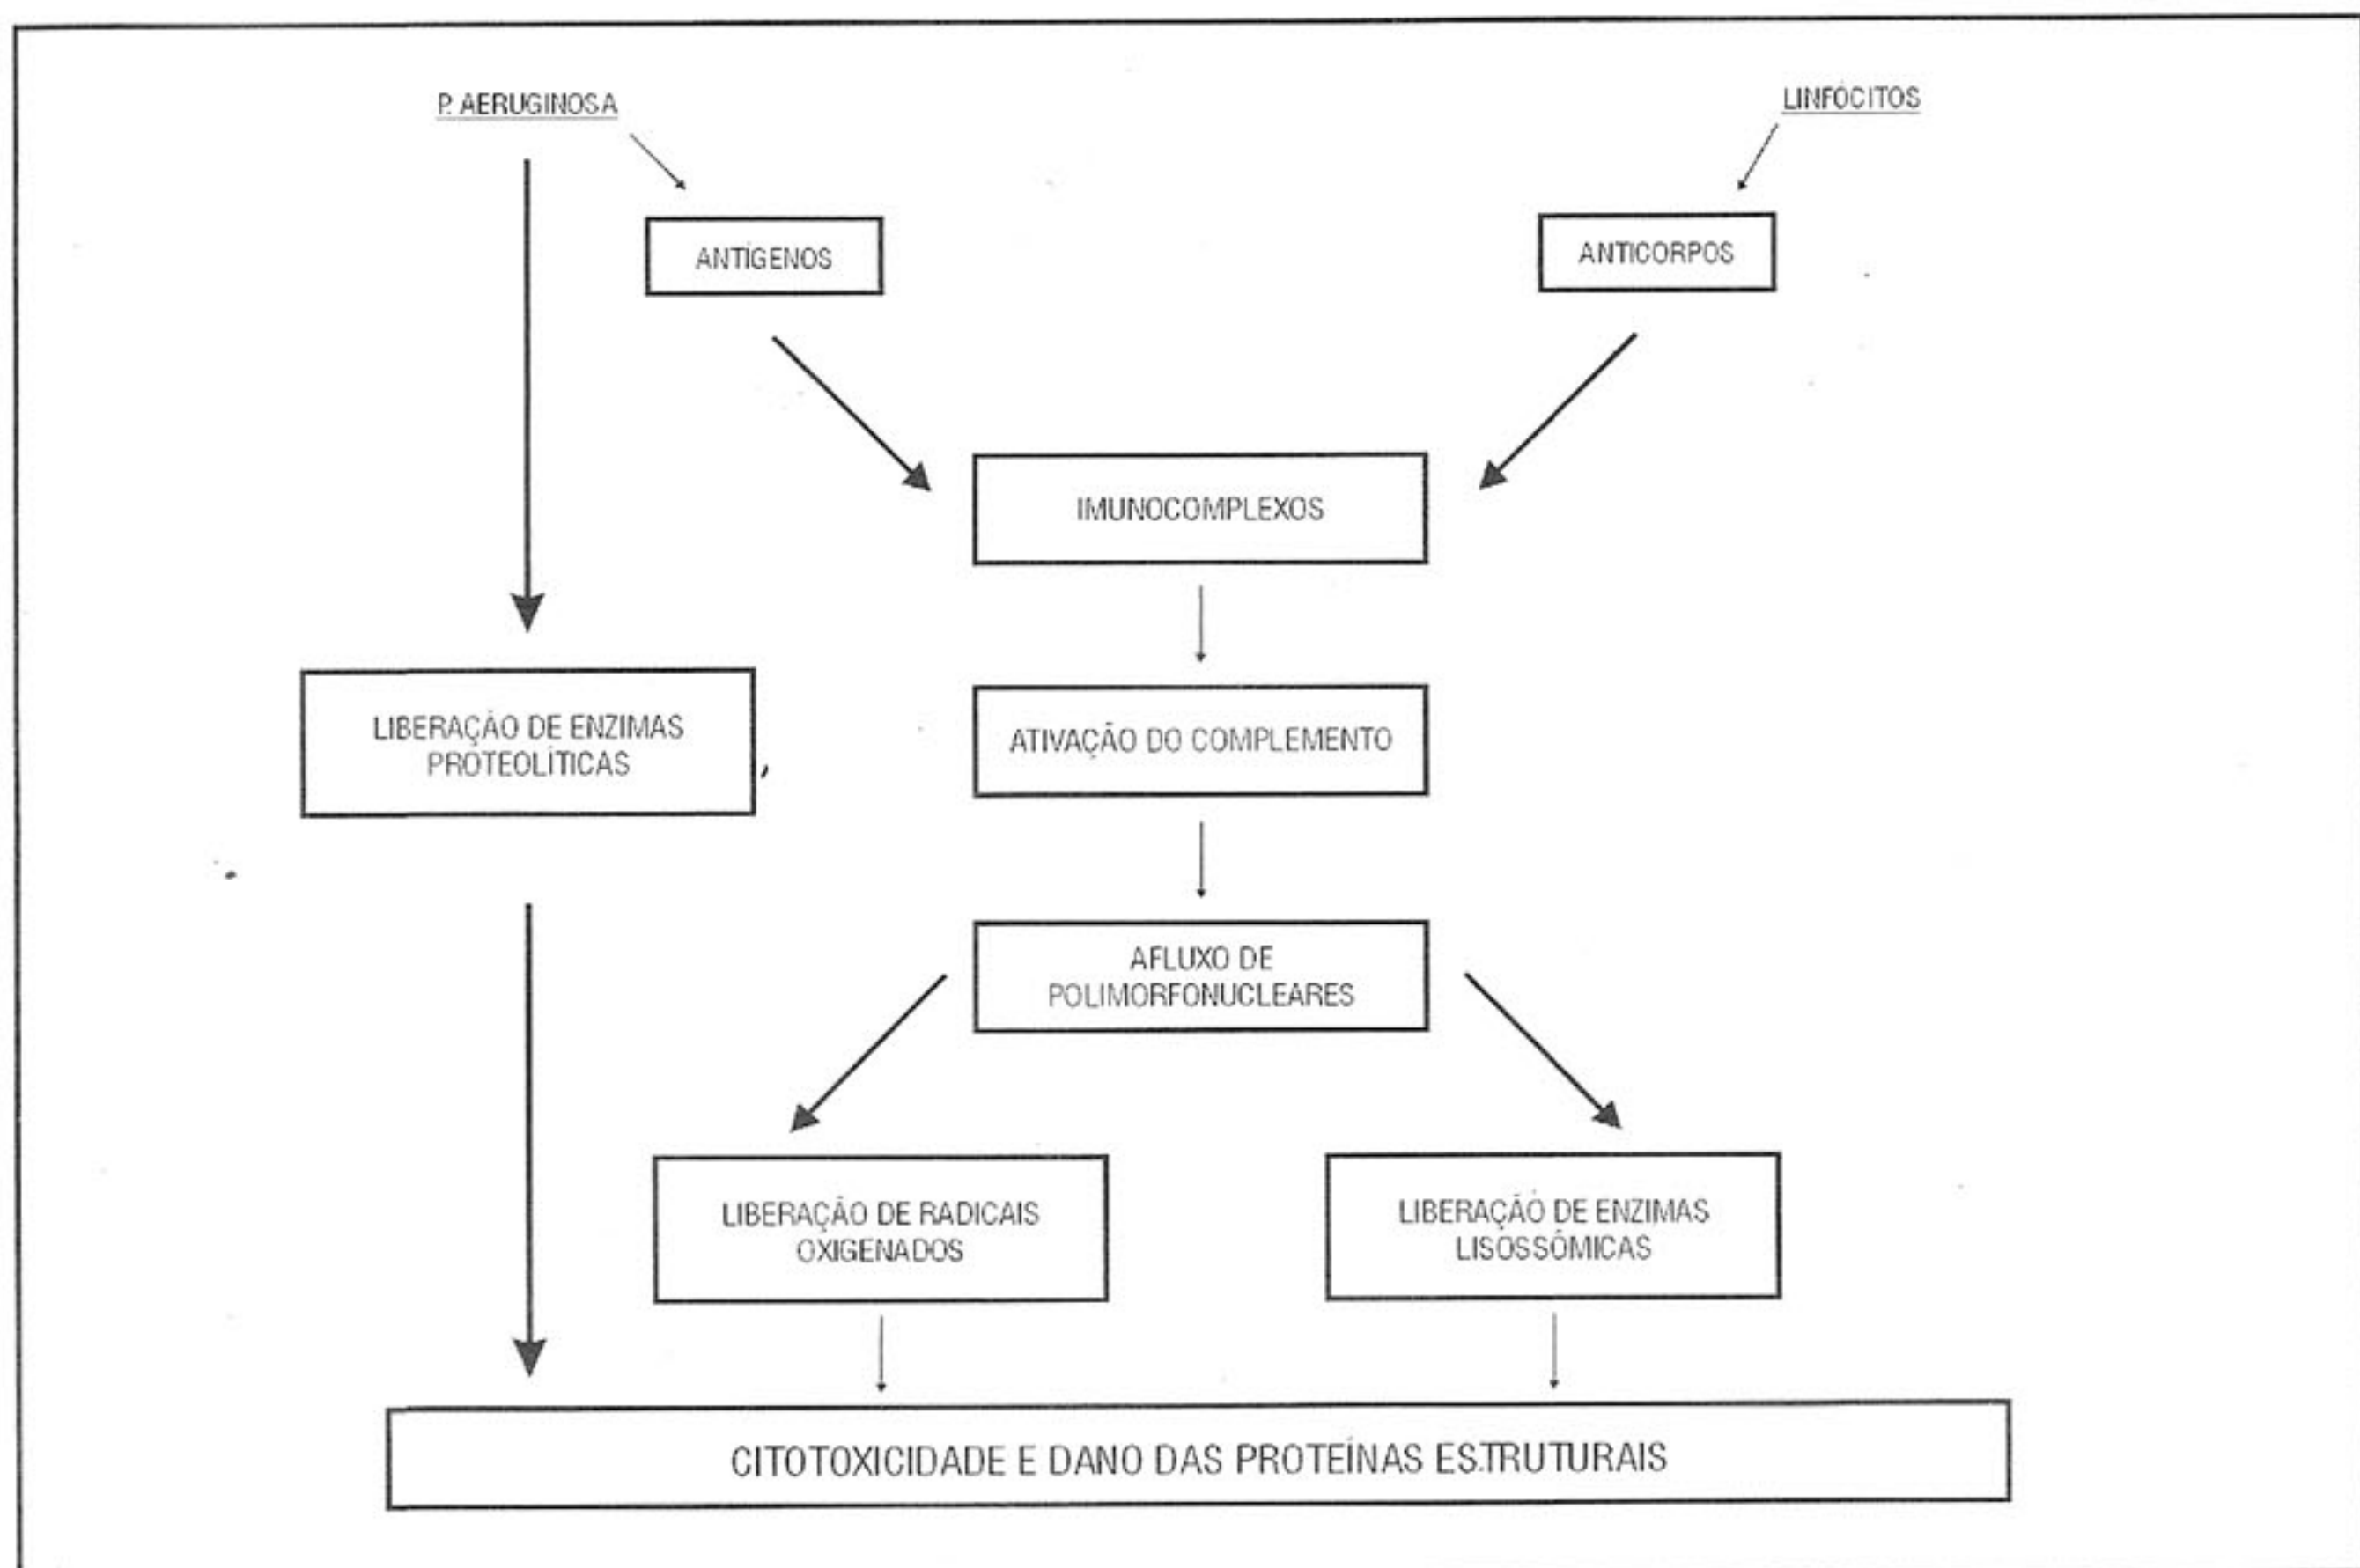 P. AERUGINOSA
LINFÓCITOS
ANTÍGENOS
ANTICORPOS
IMUNOCOMPLEXOS
LIBERAÇÃO DE ENZIMAS
PROTEOLÍTICAS
ATIVAÇÃO DO COMPLEMENTO
AFLUXO DE
POLIMORFONUCLEARES
LIBERAÇÃO DE RADICAIS
OXIGENADOS
LIBERAÇÃO DE ENZIMAS
LISOSSÔMICAS
CITOTOXICIDADE E DANO DAS PROTEÍNAS ESTRUTURAIS